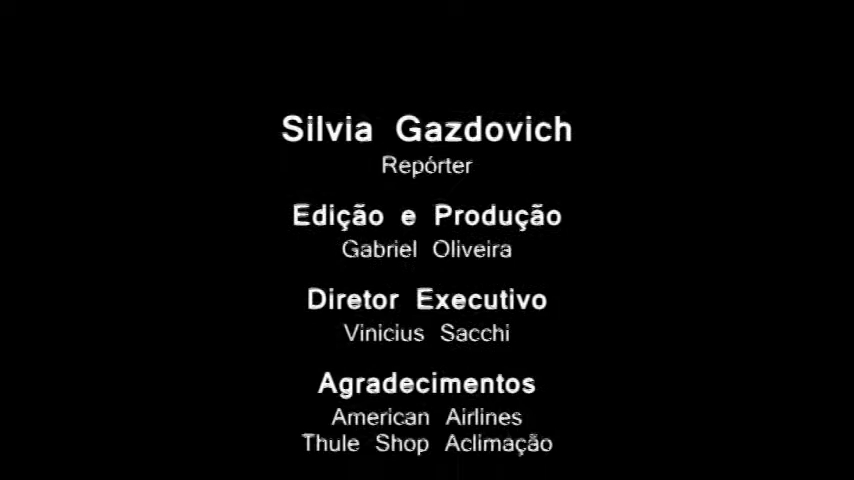 Silvia Gazdovich
Repórter
Edição e Produção
Gabriel Oliveira
Diretor Executivo
Vinicius Sacchi
Agradecimentos
American Airlines
Thule Shop Aclimação